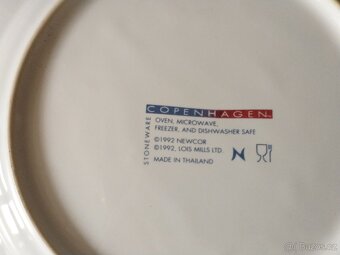 COPENHAGEN
STONEWARE
OVEN, MICROWAVE,
FREEZER, AND DISHWASHER SAFE
©1992 NEWCOR
©1992, LOIS MILLS LTD.
MADE IN THAILAND
N